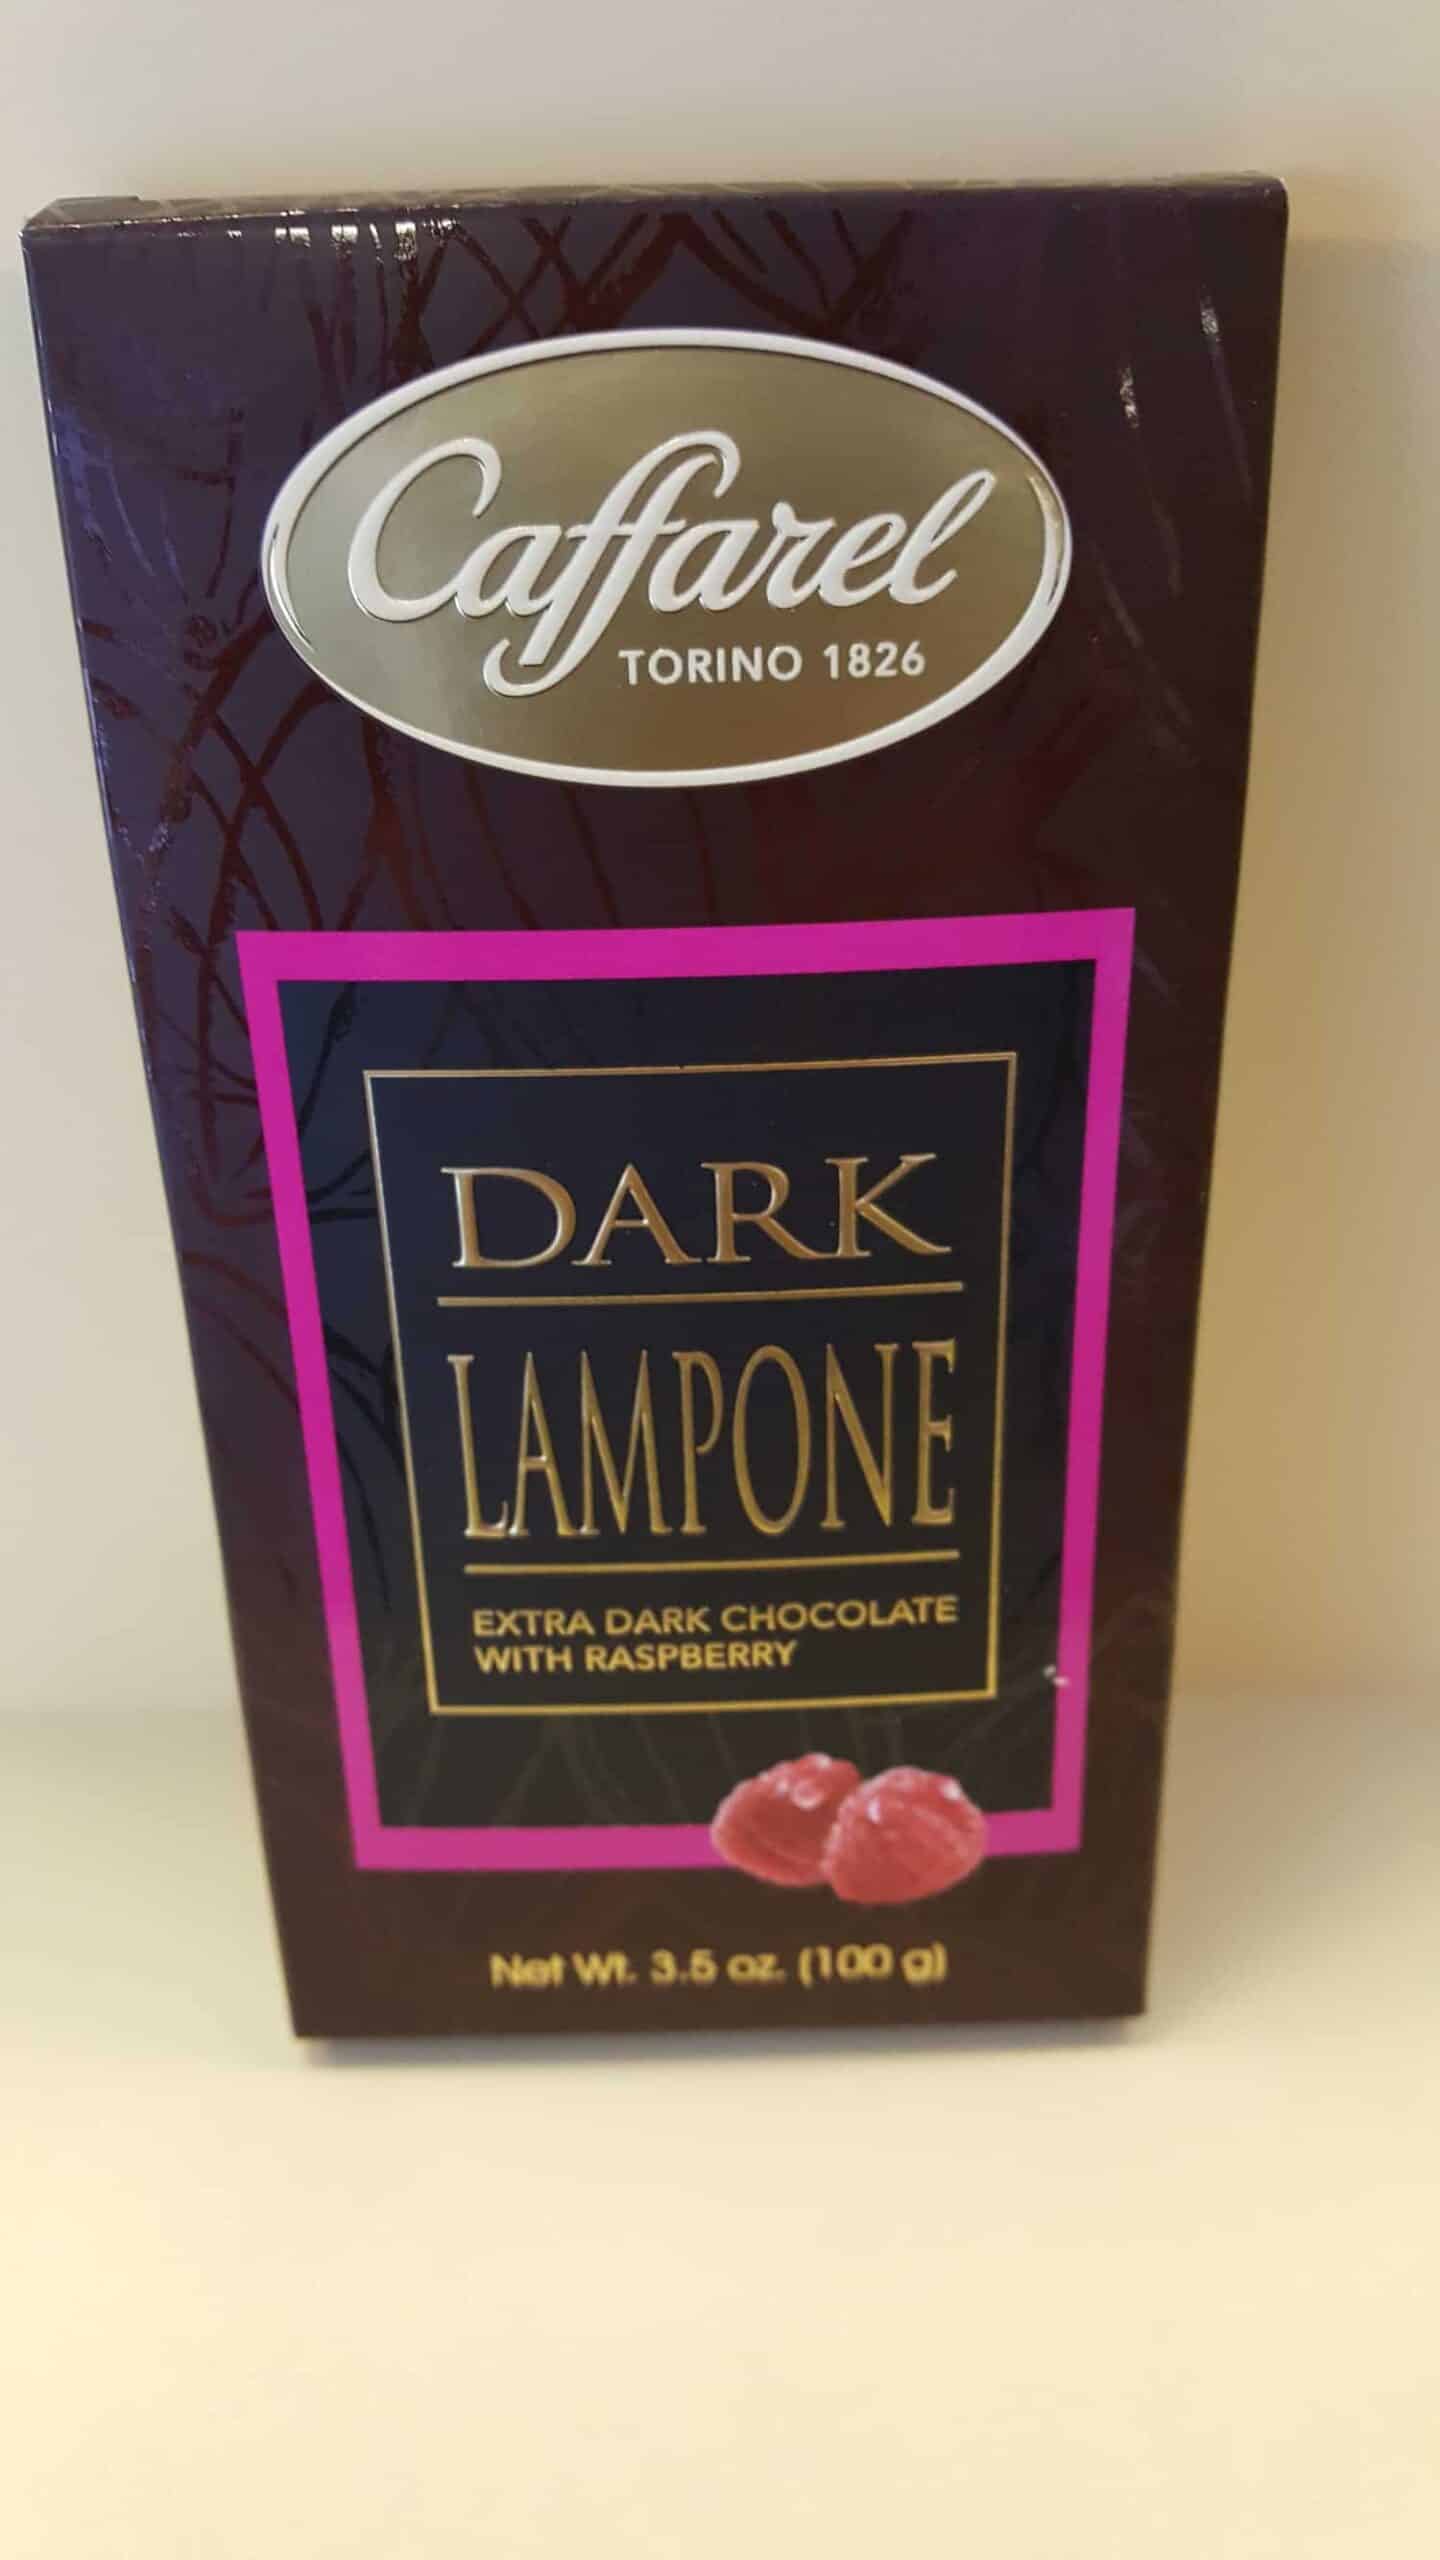 Caffarel
TORINO 1826
DARK
LAMPONE
EXTRA DARK CHOCOLATE
WITH RASPBERRY
Net Wt. 3.5 oz. (100 g)